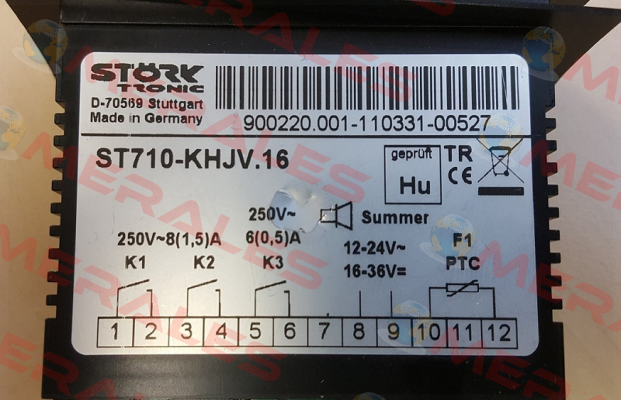 STÖRK
TRONIC
D-70569 Stuttgart
Made in Germany
900220.001-110331-00527
ST710-KHJV.16
geprüft
Hu
TR
CE
250V~
Summer
250V~8(1,5)A
6(0,5)A
12-24V~
F1
K1
K2
K3
16-36V=
PTC
1 2 3 4 5 6 7 8 9 10 11 12
MERALES